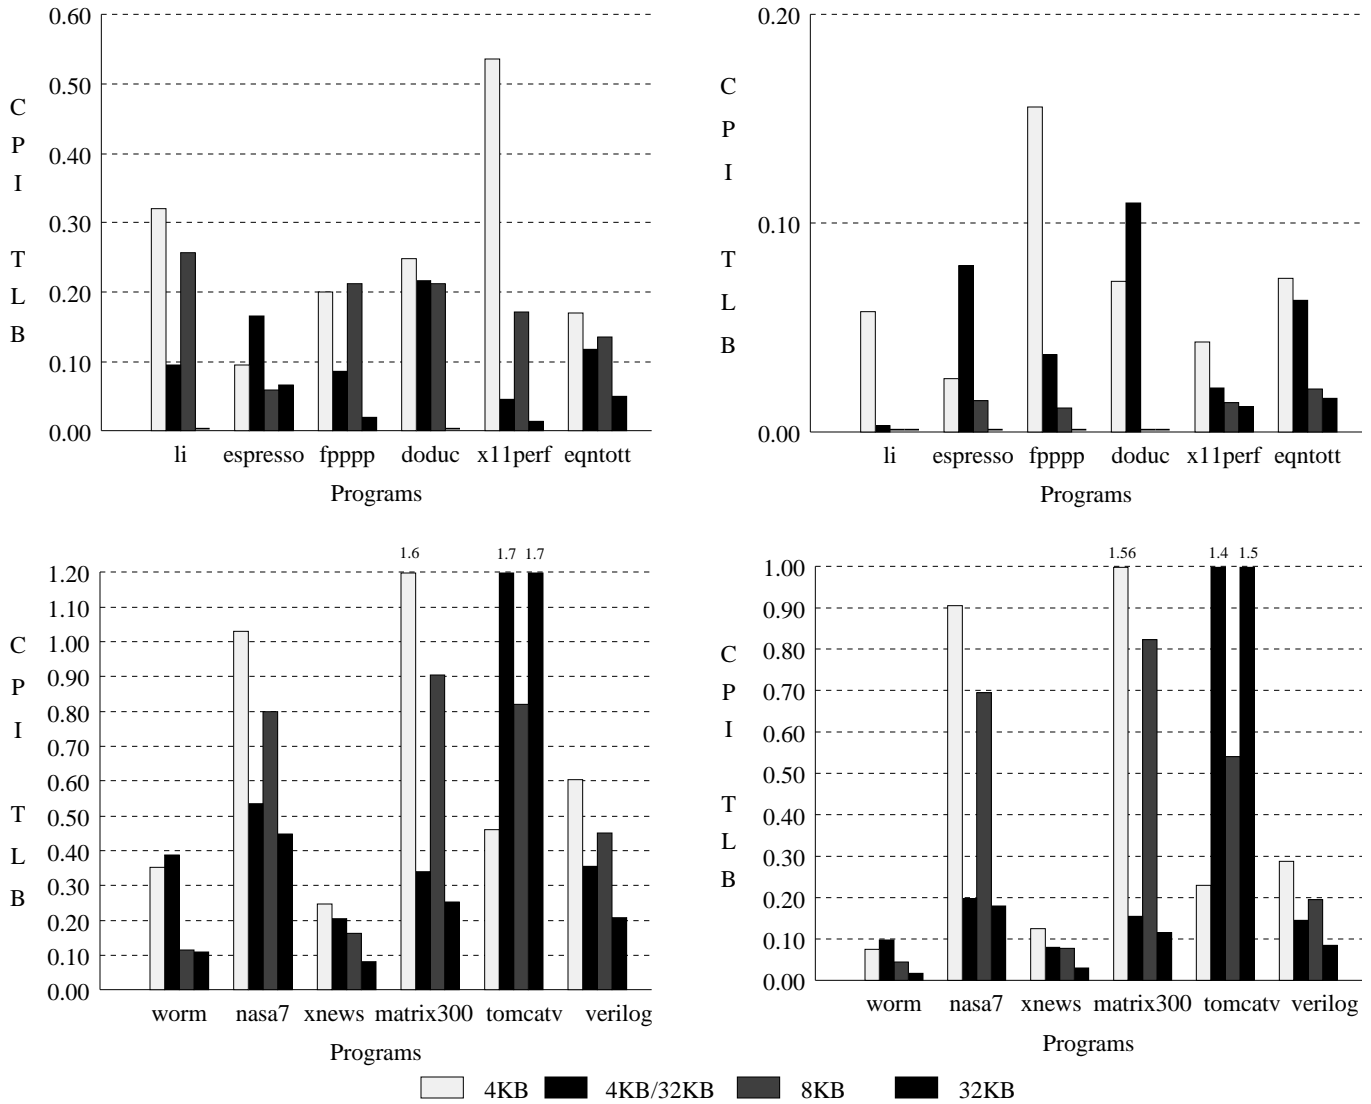 0.60
0.50
0.40
0.30
0.20
0.10
0.00
C
P
I
T
L
B
li espresso fpppp doduc x11perf eqntott
Programs
0.20
0.10
0.00
C
P
I
T
L
B
li espresso fpppp doduc x11perf eqntott
Programs
1.6 1.7 1.7
1.20
1.10
1.00
0.90
0.80
0.70
0.60
0.50
0.40
0.30
0.20
0.10
0.00
C
P
I
T
L
B
worm nasa7 xnews matrix300 tomcatv verilog
Programs
1.56 1.4 1.5
1.00
0.90
0.80
0.70
0.60
0.50
0.40
0.30
0.20
0.10
0.00
C
P
I
T
L
B
worm nasa7 xnews matrix300 tomcatv verilog
Programs
4KB 4KB/32KB 8KB 32KB